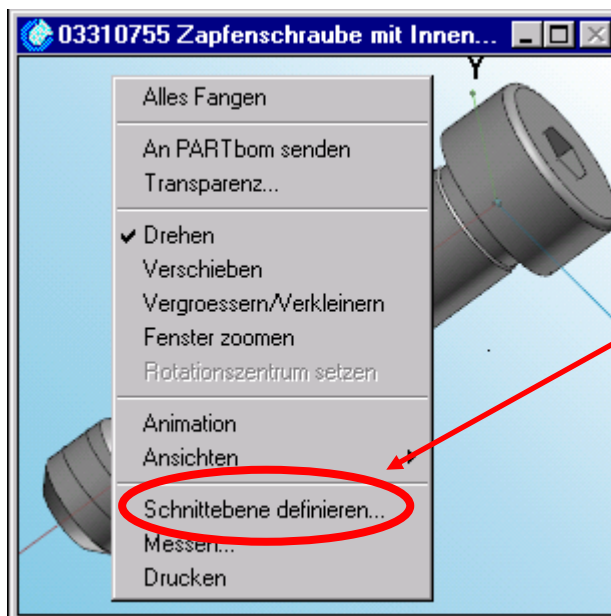 03310755 Zapfenschraube mit Innen...
Y
Alles Fangen
An PARTbom senden
Transparenz...
Drehen
Verschieben
Vergroessern/Verkleinern
Fenster zoomen
Rotationszentrum setzen
Animation
Ansichten
Schnittebene definieren...
Messen...
Drucken